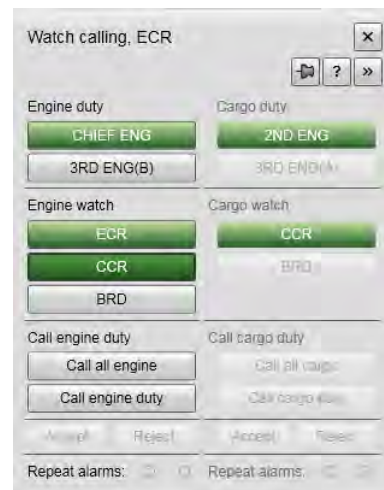 Watch calling, ECR
×
? »
Engine duty Cargo duty
CHIEF ENG 2ND ENG
3RD ENG(B) 3RD ENG(A)
Engine watch Cargo watch
ECR CCR
CCR BRD
BRD
Call engine duty Call cargo duty
Call all engine Call all cargo
Call engine duty Call cargo duty
Accept Reject Accept Reject
Repeat alarms: Repeat alarms: